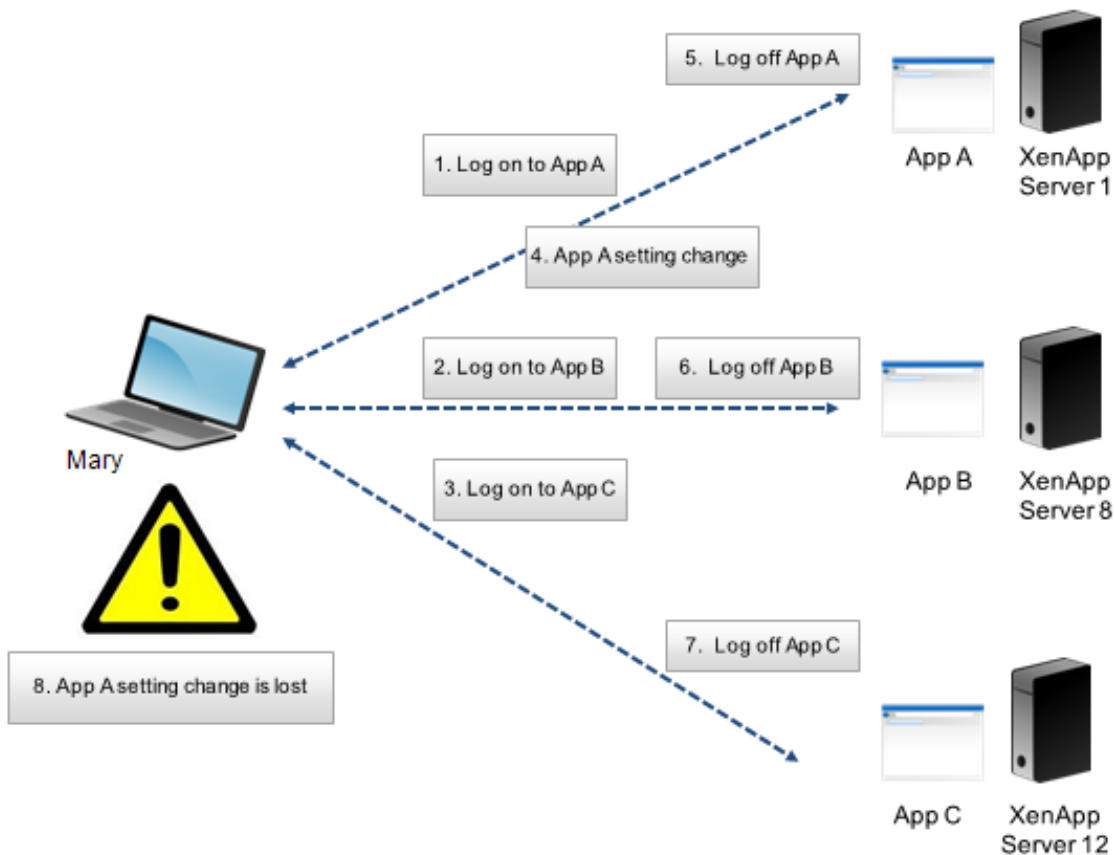 5. Log off App A
1. Log on to App A
App A
XenApp
Server 1
4. App A setting change
2. Log on to App B
6. Log off App B
Mary
3. Log on to App C
App B
XenApp
Server 8
7. Log off App C
8. App A setting change is lost
App C
XenApp
Server 12